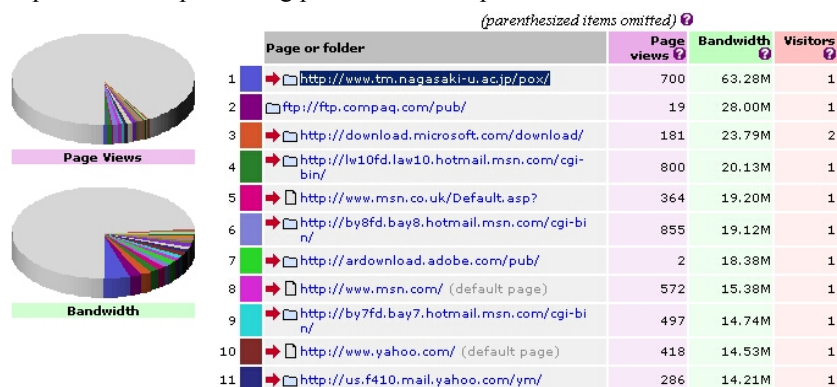 (parenthesized items omitted)
Page or folder Page views Bandwidth Visitors
1 http://www.tm.nagasaki-u.ac.jp/pox/ 700 63.28M 1
2 ftp://ftp.compaq.com/pub/ 19 28.00M 1
3 http://download.microsoft.com/download/ 181 23.79M 2
4 http://lw10fd.law10.hotmail.msn.com/cgi-
bin/ 800 20.13M 1
5 http://www.msn.co.uk/Default.asp? 364 19.20M 1
6 http://by8fd.bay8.hotmail.msn.com/cgi-bi
n/ 855 19.12M 1
7 http://ardownload.adobe.com/pub/ 2 18.38M 1
8 http://www.msn.com/ (default page) 572 15.38M 1
9 http://by7fd.bay7.hotmail.msn.com/cgi-bi
n/ 497 14.74M 1
10 http://www.yahoo.com/ (default page) 418 14.53M 1
11 http://us.f410.mail.yahoo.com/ym/ 286 14.21M 1
Page Views
Bandwidth